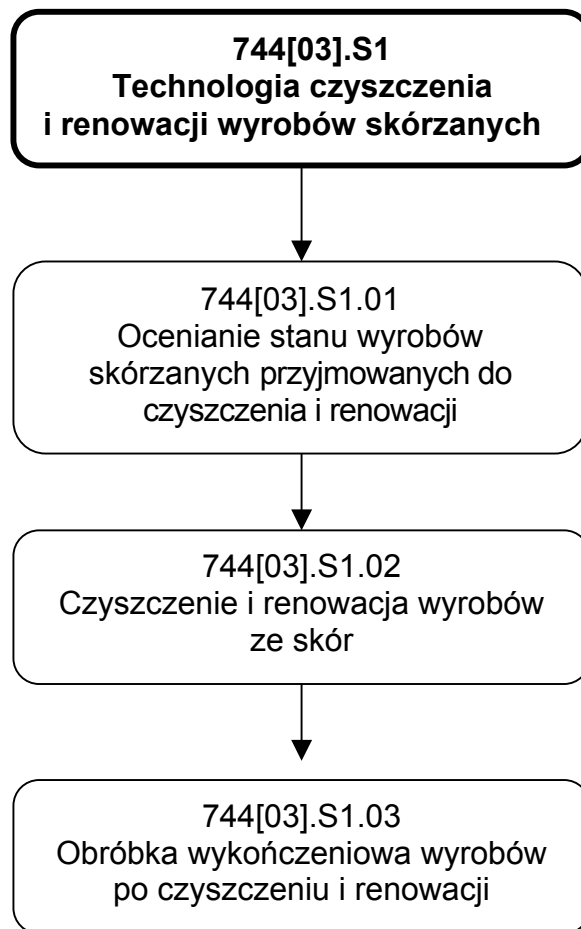 744[03].S1
Technologia czyszczenia
i renowacji wyrobów skórzanych
744[03].S1.01
Ocenianie stanu wyrobów
skórzanych przyjmowanych do
czyszczenia i renowacji
744[03].S1.02
Czyszczenie i renowacja wyrobów
ze skór
744[03].S1.03
Obróbka wykończeniowa wyrobów
po czyszczeniu i renowacji